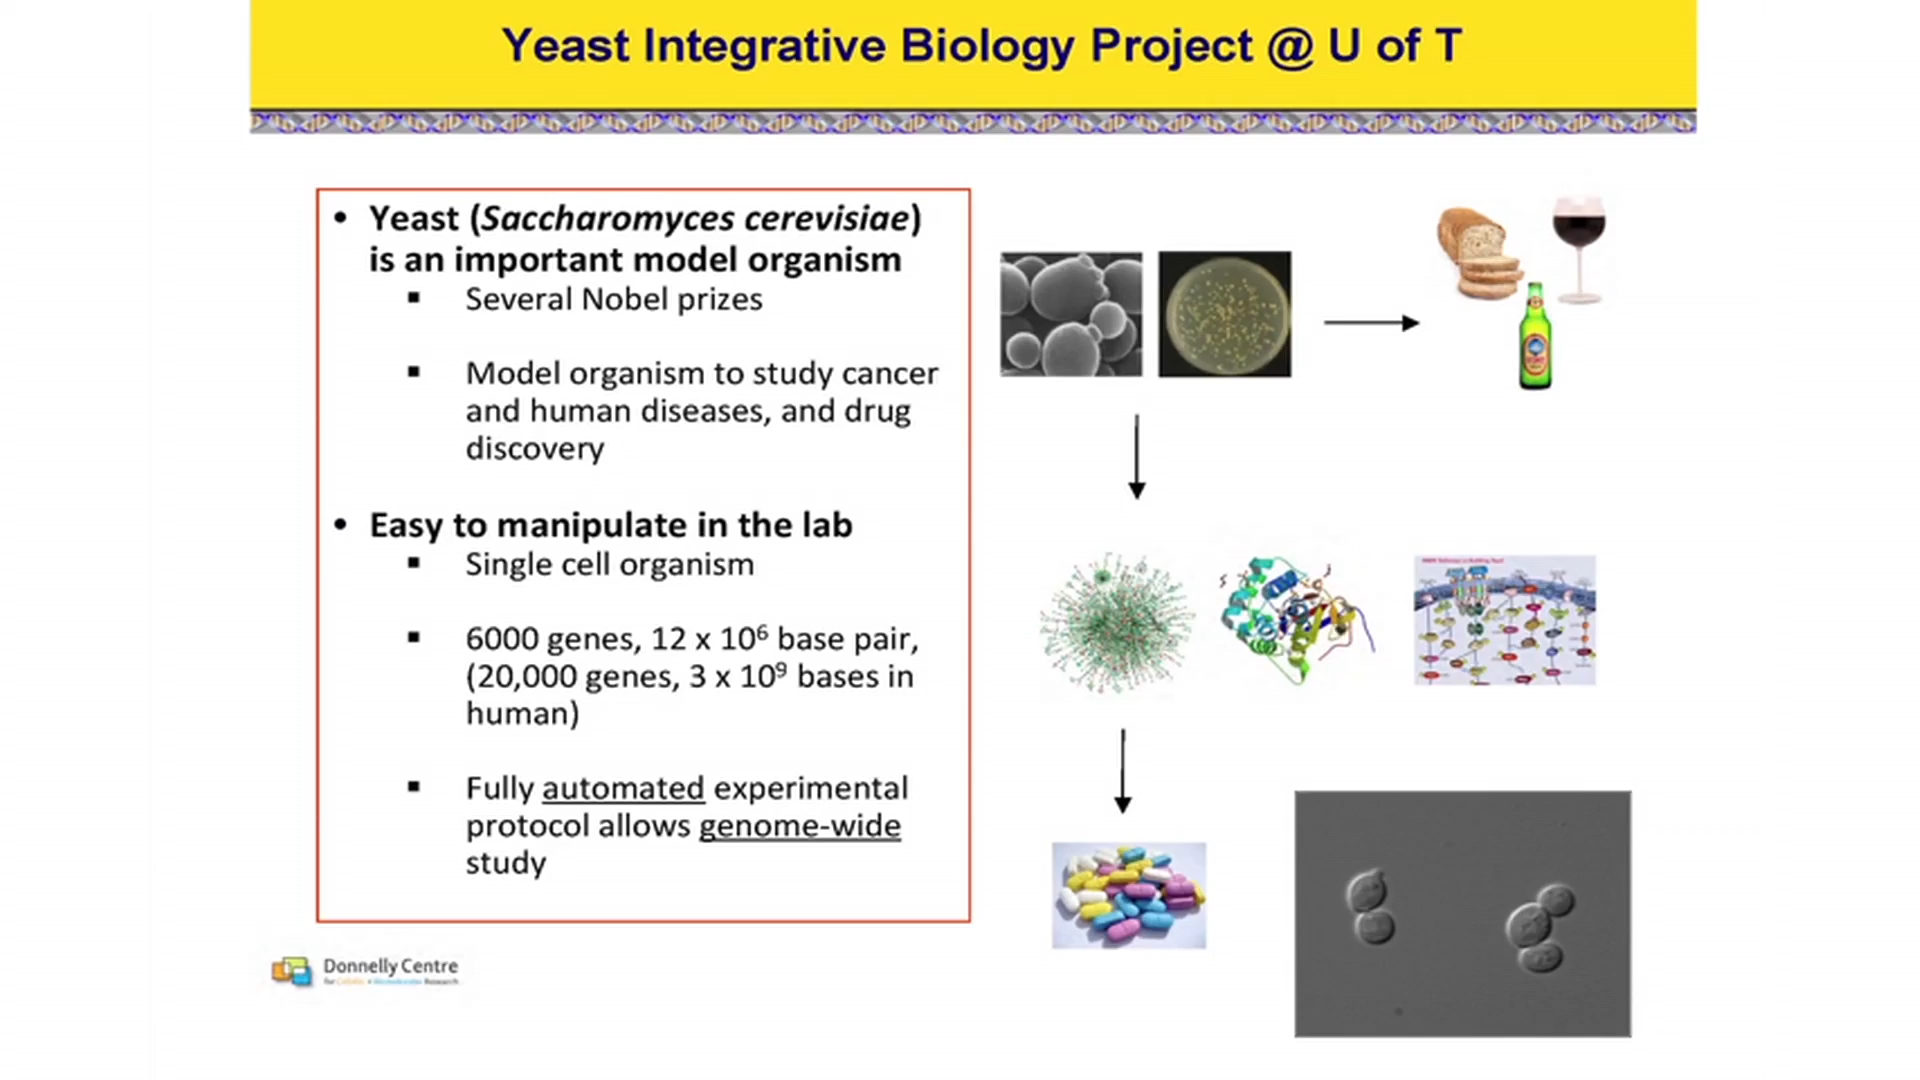 Yeast Integrative Biology Project @ U of T
• Yeast (Saccharomyces cerevisiae)
is an important model organism
▪ Several Nobel prizes
▪ Model organism to study cancer
and human diseases, and drug
discovery
• Easy to manipulate in the lab
▪ Single cell organism
▪ 6000 genes, 12 x 10⁶ base pair,
(20,000 genes, 3 x 10⁹ bases in
human)
▪ Fully automated experimental
protocol allows genome-wide
study
Donnelly Centre